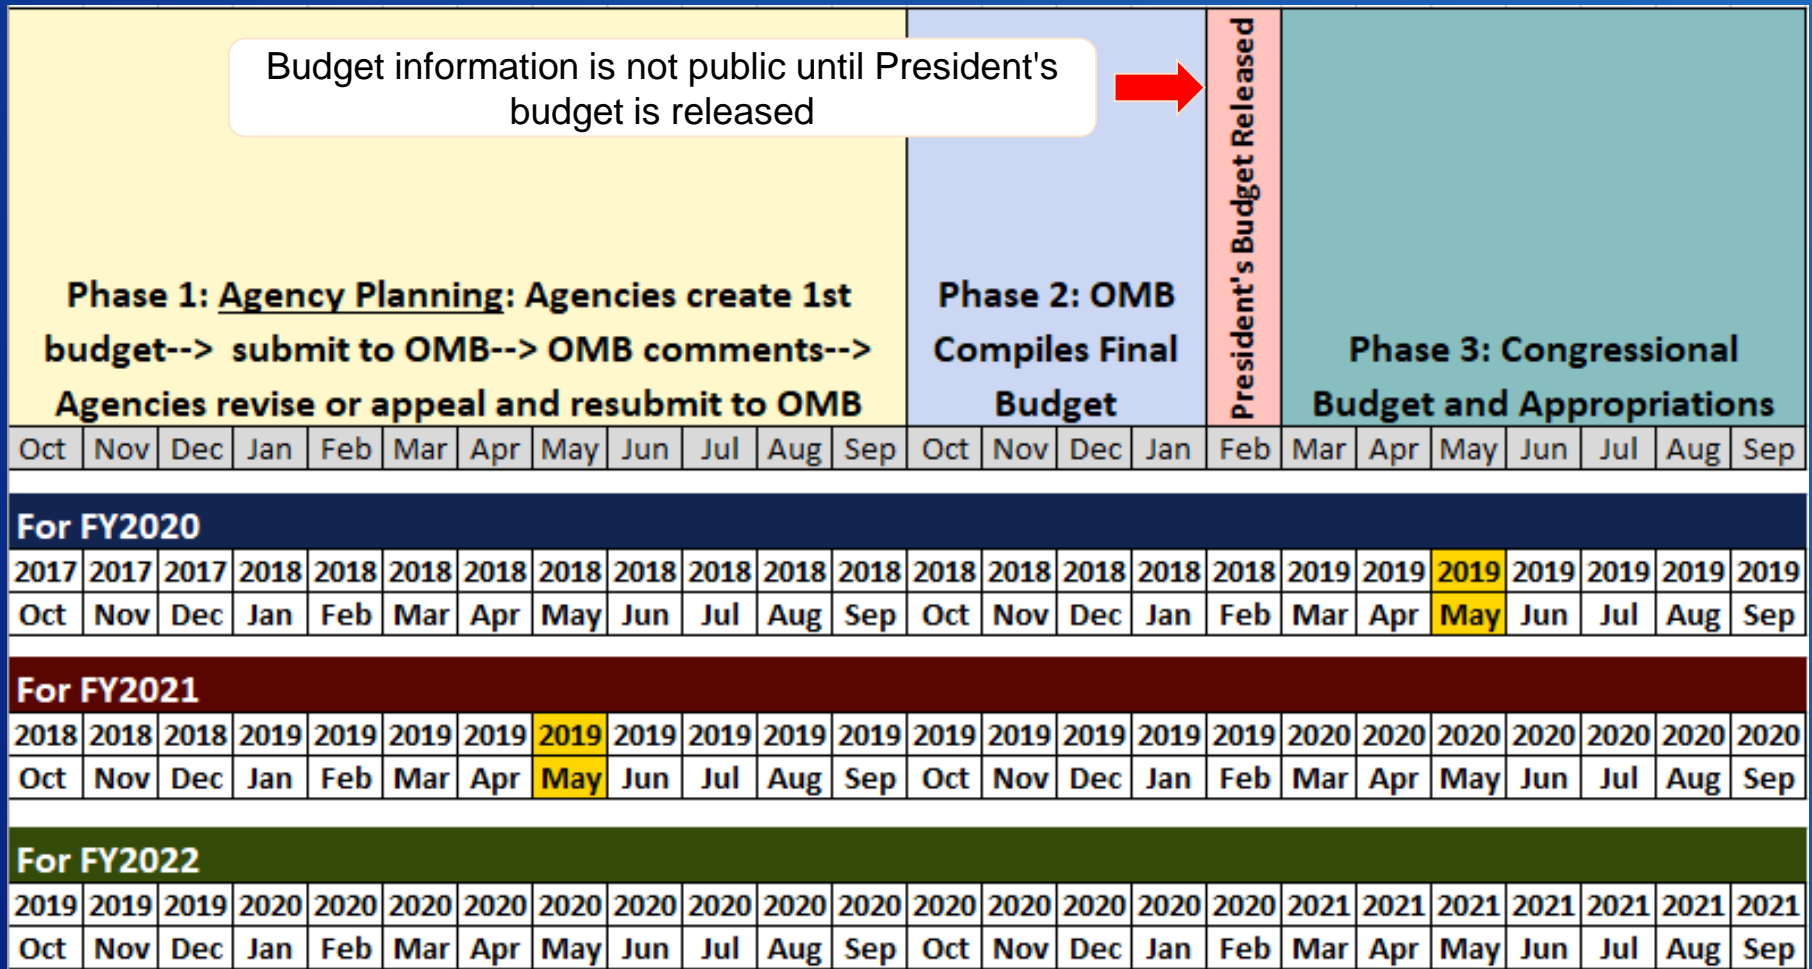 Budget information is not public until President's
budget is released
Phase 1: Agency Planning: Agencies create 1st
budget--> submit to OMB--> OMB comments-->
Agencies revise or appeal and resubmit to OMB
Phase 2: OMB
Compiles Final
Budget
President's Budget Released
Phase 3: Congressional
Budget and Appropriations
Oct Nov Dec Jan Feb Mar Apr May Jun Jul Aug Sep Oct Nov Dec Jan Feb Mar Apr May Jun Jul Aug Sep
For FY2020
2017 2017 2017 2018 2018 2018 2018 2018 2018 2018 2018 2018 2018 2018 2018 2018 2018 2019 2019 2019 2019 2019 2019 2019
Oct Nov Dec Jan Feb Mar Apr May Jun Jul Aug Sep Oct Nov Dec Jan Feb Mar Apr May Jun Jul Aug Sep
For FY2021
2018 2018 2018 2019 2019 2019 2019 2019 2019 2019 2019 2019 2019 2019 2019 2019 2019 2020 2020 2020 2020 2020 2020 2020
Oct Nov Dec Jan Feb Mar Apr May Jun Jul Aug Sep Oct Nov Dec Jan Feb Mar Apr May Jun Jul Aug Sep
For FY2022
2019 2019 2019 2020 2020 2020 2020 2020 2020 2020 2020 2020 2020 2020 2020 2020 2020 2021 2021 2021 2021 2021 2021 2021
Oct Nov Dec Jan Feb Mar Apr May Jun Jul Aug Sep Oct Nov Dec Jan Feb Mar Apr May Jun Jul Aug Sep